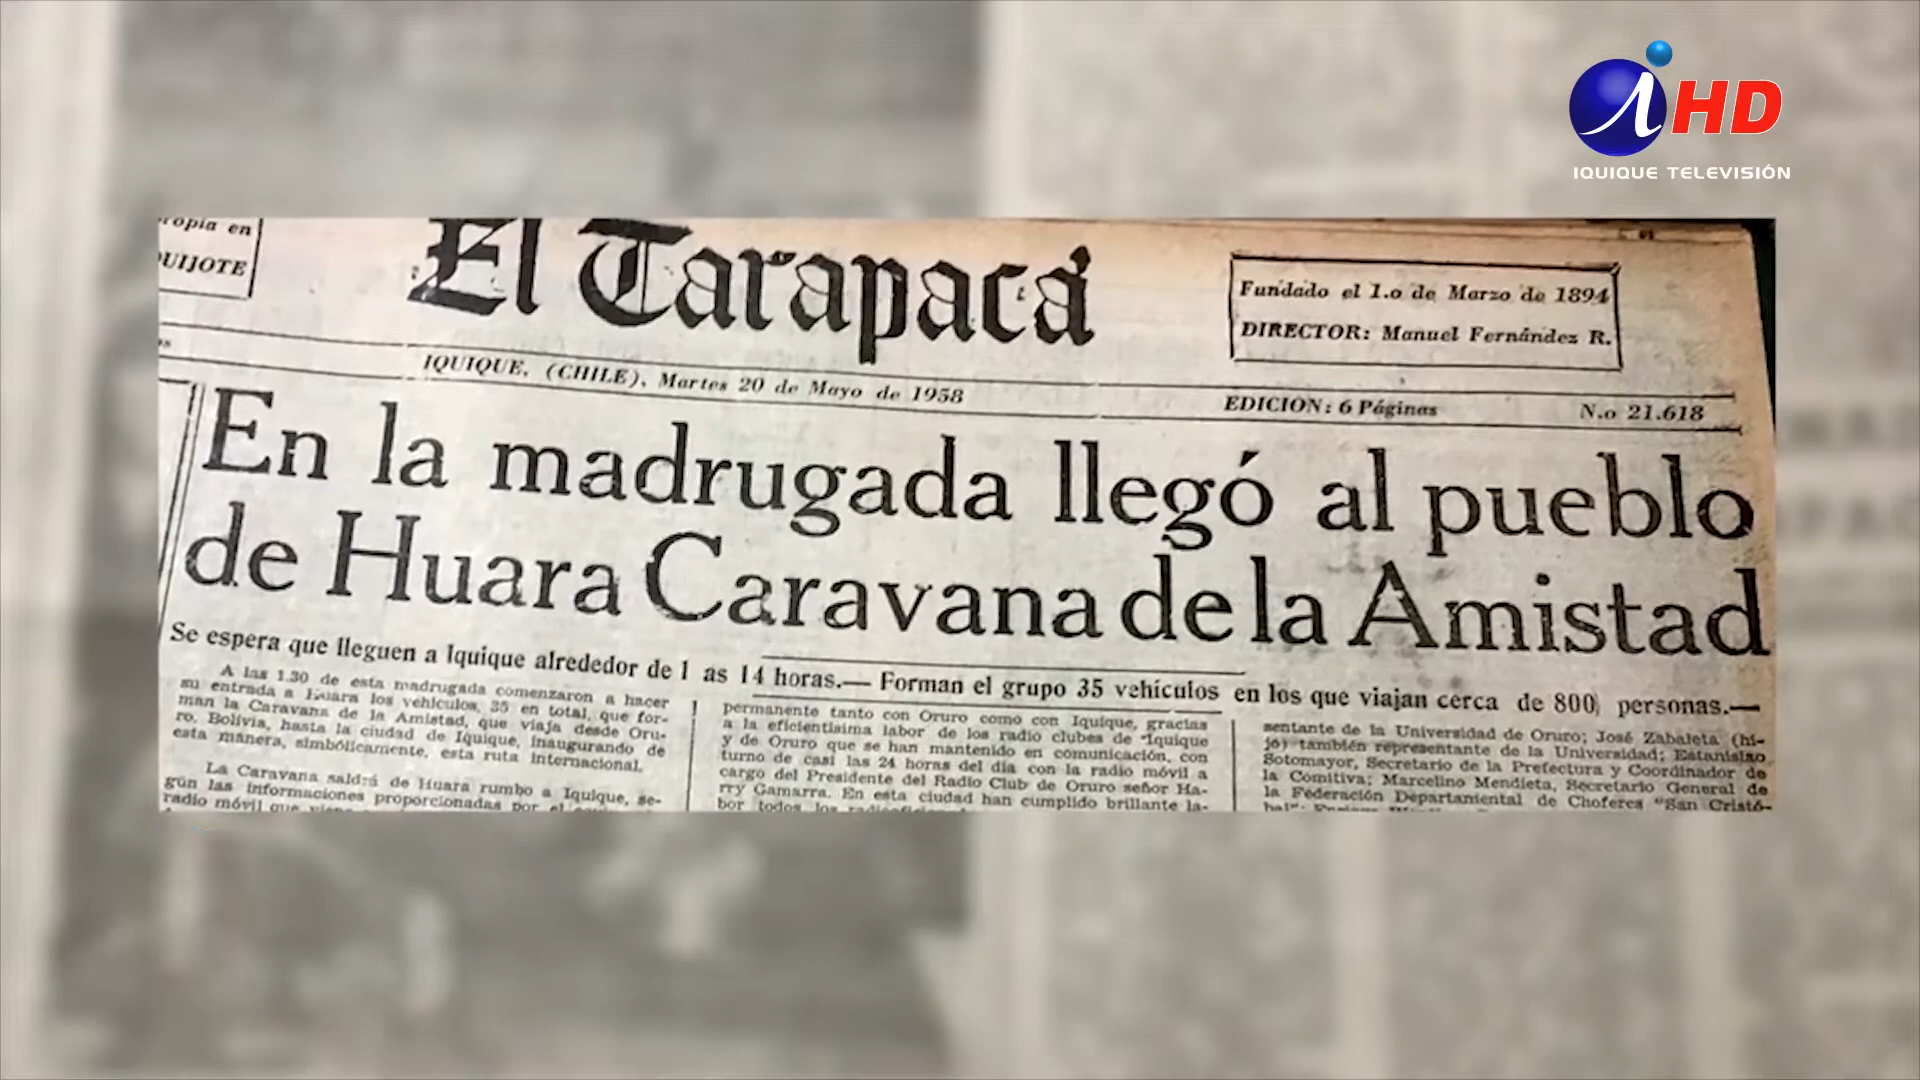 HD
IQUIQUE TELEVISIÓN
ropia en
UIJOTE
El Tarapacá
Fundado el 1.o de Marzo de 1894
DIRECTOR: Manuel Fernández R.
IQUIQUE, (CHILE), Martes 20 de Mayo de 1958
EDICION: 6 Páginas
N.o 21.618
En la madrugada llegó al pueblo
de Huara Caravana de la Amistad
Se espera que lleguen a Iquique alrededor de 1 as 14 horas.— Forman el grupo 35 vehículos en los que viajan cerca de 800 personas.—
A las 1.30 de esta madrugada comenzaron a hacer
su entrada a Huara los vehículos, 35 en total, que for-
man la Caravana de la Amistad, que viaja desde Oru-
ro, Bolivia, hasta la ciudad de Iquique, inaugurando de
esta manera, simbólicamente, esta ruta internacional.
La Caravana saldrá de Huara rumbo a Iquique, se-
gún las informaciones proporcionadas por el
radio móvil que
permanente tanto con Oruro como con Iquique, gracias
a la eficientísima labor de los radio clubes de Iquique
y de Oruro que se han mantenido en comunicación, con
turno de casi las 24 horas del día con la radio móvil a
cargo del Presidente del Radio Club de Oruro señor Ha-
rry Gamarra. En esta ciudad han cumplido brillante la-
bor todos los
sentante de la Universidad de Oruro; José Zabaleta (hi-
jo) también representante de la Universidad; Estanislao
Sotomayor, Secretario de la Prefectura y Coordinador de
la Comitiva; Marcelino Mendieta, Secretario General de
la Federación Departamental de Choferes "San Cristó-
bal";